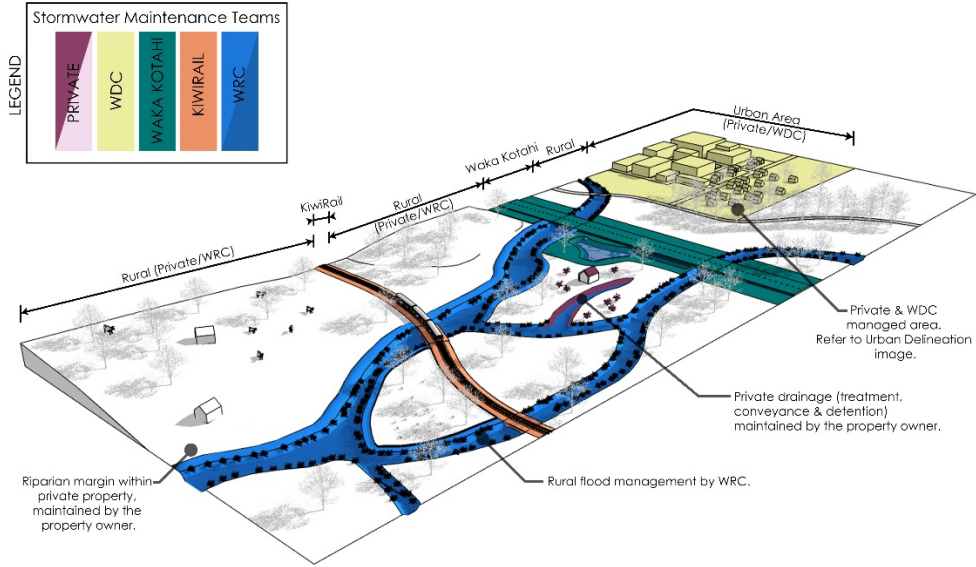 Stormwater Maintenance Teams
LEGEND
PRIVATE
WDC
WAKA KOTAHI
KIWIRAIL
WRC
Urban Area
(Private/WDC)
Rural
Waka Kotahi
Rural
(Private/WRC)
KiwiRail
Rural (Private/WRC)
Private & WDC
managed area.
Refer to Urban Delineation
image.
Private drainage (treatment,
conveyance & detention)
maintained by the property owner.
Rural flood management by WRC.
Riparian margin within
private property,
maintained by the
property owner.